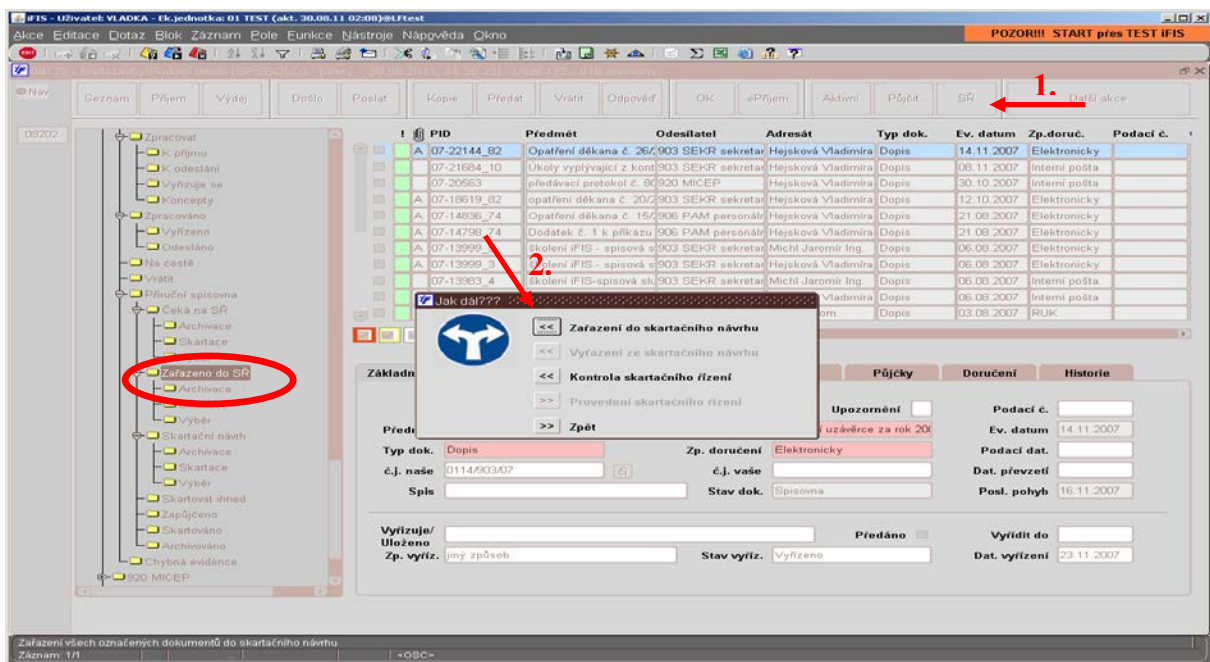 iFIS - Uživatel: VLADKA - Ek.jednotka: 01 TEST (akt. 30.08.11 02:00)@LFtest
Akce Editace Dotaz Blok Záznam Pole Funkce Nástroje Nápověda Okno POZOR!!! START přes TEST iFIS
Nav. Seznam Příjem Výdej Došlo Poslat Kopie Předat Vrátit Odpověď OK ePříjem Aktivní Půjčit SŘ Další akce
1.
09202
! PID Předmět Odesílatel Adresát Typ dok. Ev. datum Zp.doruč. Podací č.
A 07-22144_82 Opatření děkana č. 26/ 903 SEKR sekretar Hejsková Vladimíra Dopis 14.11.2007 Elektronicky
07-21684_10 Úkoly vyplývající z kont 903 SEKR sekretar Hejsková Vladimíra Dopis 08.11.2007 Interní pošta
07-20563 předávací protokol č. 80 920 MICEP Hejsková Vladimíra Dopis 30.10.2007 Interní pošta
A 07-18619_82 opatření děkana č. 20/2 903 SEKR sekretar Hejsková Vladimíra Dopis 12.10.2007 Elektronicky
A 07-14836_74 Opatření děkana č. 15/2 906 PAM personáln Hejsková Vladimíra Dopis 21.08.2007 Elektronicky
A 07-14798_74 Dodatek č. 1 k příkazu 906 PAM personáln Hejsková Vladimíra Dopis 21.08.2007 Elektronicky
A 07-13999_ školení iFIS - spisová s 903 SEKR sekretar Michl Jaromír Ing. Dopis 06.08.2007 Elektronicky
A 07-13999_3 školení iFIS - spisová s 903 SEKR sekretar Hejsková Vladimíra Dopis 06.08.2007 Elektronicky
07-13983_4 školení iFIS-spisová slu 903 SEKR sekretar Michl Jaromír Ing. Dopis 06.08.2007 Interní pošta
Vladimíra Dopis 06.08.2007 Interní pošta
om Dopis 03.08.2007 RUK
2.
Zpracovat
K příjmu
K odeslání
Vyřizuje se
Koncepty
Zpracováno
Vyřízeno
Odesláno
Na cestě
Vrátit
Příruční spisovna
Čeká na SŘ
Archivace
Skartace
Zařazeno do SŘ
Archivace
Výběr
Skartační návrh
Archivace
Skartace
Výběr
Skartovat ihned
Zapůjčeno
Skartováno
Archivováno
Chybná evidence
920 MICEP
Jak dál???
<< Zařazení do skartačního návrhu
<< Vyřazení ze skartačního návrhu
<< Kontrola skartačního řízení
>> Provedení skartačního řízení
>> Zpět
Základn Půjčky Doručení Historie
Upozornění Podací č.
Předm uzávěrce za rok 200 Ev. datum 14.11.2007
Typ dok. Dopis Zp. doručení Elektronicky Podací dat.
č.j. naše 0114/903/07 čj č.j. vaše Dat. převzetí
Spis Stav dok. Spisovna Posl. pohyb 16.11.2007
Vyřizuje/
Uloženo Předáno Vyřídit do
Zp. vyříz. jiný způsob Stav vyříz. Vyřízeno Dat. vyřízení 23.11.2007
Zařazení všech označených dokumentů do skartačního návrhu
Záznam: 1/1 ... <OSC>